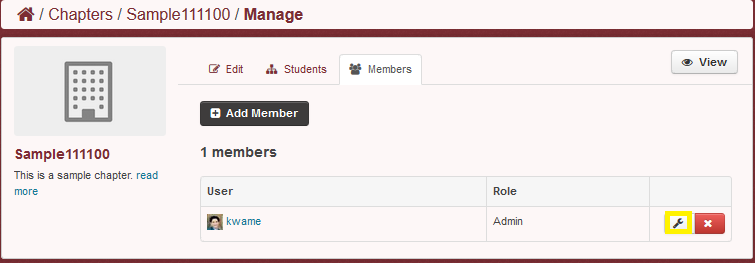 / Chapters / Sample111100 / Manage
Edit
Students
Members
View
Add Member
Sample111100
This is a sample chapter. read
more
1 members
User Role
kwame Admin